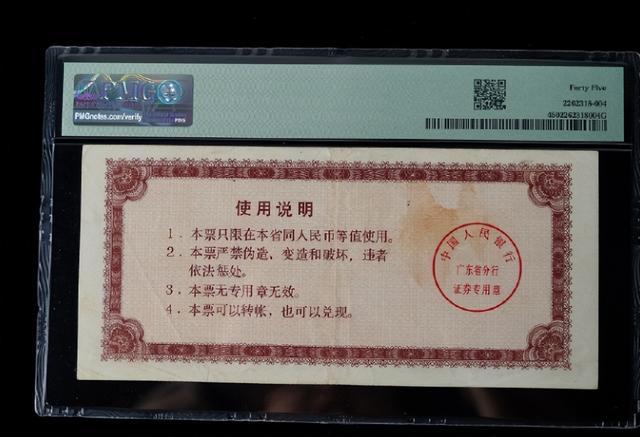 PMGnotes.com/verify
PMG
Forty Five
2262318-004
4502262318004G
使用说明
1．本票只限在本省同人民币等值使用。
2．本票严禁伪造，变造和破坏，违者
依法惩处。
3．本票无专用章无效。
4．本票可以转帐，也可以兑现。
中国人民银行
广东省分行
证券专用章